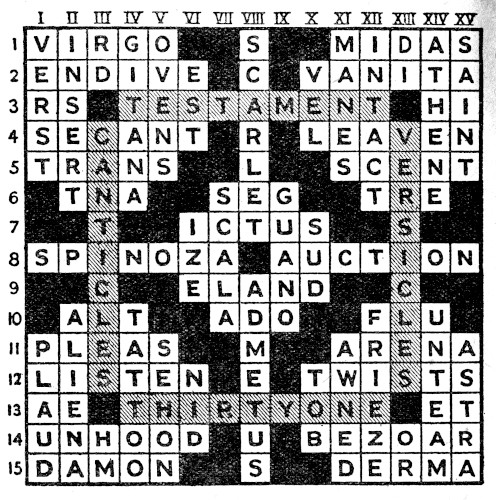 I II III IV V VI VII VIII IX X XI XII XIII XIV XV
1 VIRGO S MIDAS
2 ENDIVE C VANITA
3 RS TESTAMENT HI
4 SECANT R LEAVEN
5 TRANS L SCENT
6 TNA SEG TRE
7 T ICTUS S
8 SPINOZA AUCTION
9 C ELAND C
10 ALT ADO FLU
11 PLEAS M ARENA
12 LISTEN E TWISTS
13 AE THIRTYONE ET
14 UNHOOD U BEZOAR
15 DAMON S DERMA